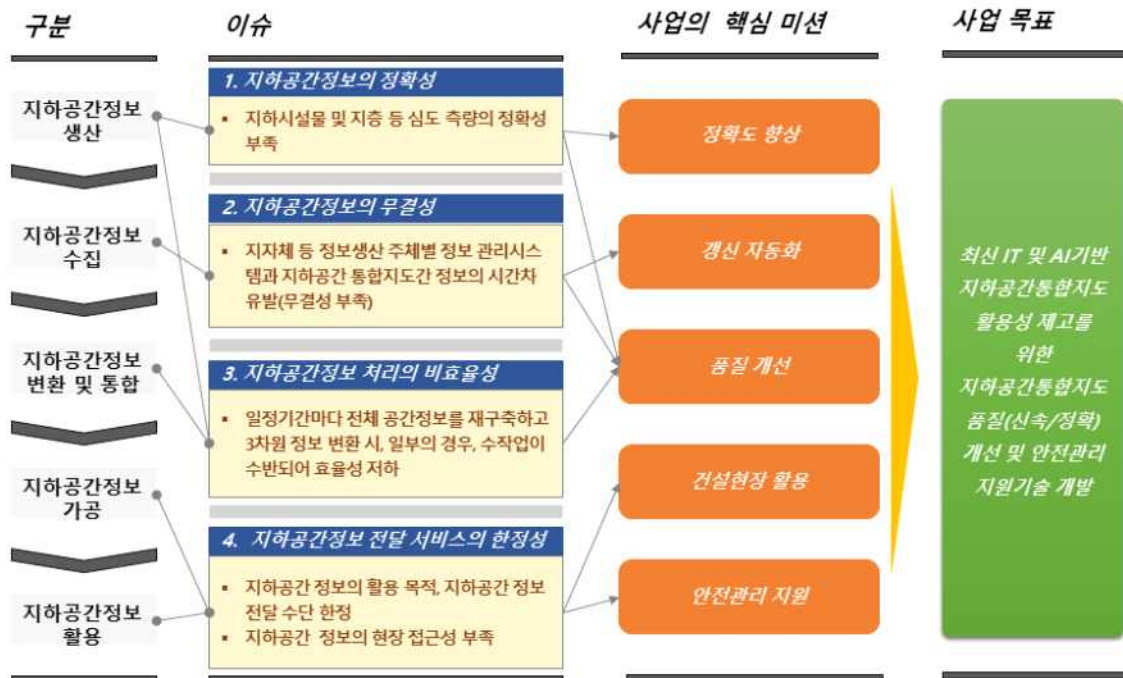 구분
이슈
사업의 핵심 미션
사업 목표
지하공간정보
생산
지하공간정보
수집
지하공간정보
변환 및 통합
지하공간정보
가공
지하공간정보
활용
1. 지하공간정보의 정확성
▪ 지하시설물 및 지층 등 심도 측량의 정확성
부족
2. 지하공간정보의 무결성
▪ 지자체 등 정보생산 주체별 정보 관리시스
템과 지하공간 통합지도간 정보의 시간차
유발(무결성 부족)
3. 지하공간정보 처리의 비효율성
▪ 일정기간마다 전체 공간정보를 재구축하고
3차원 정보 변환 시, 일부의 경우, 수작업이
수반되어 효율성 저하
4. 지하공간정보 전달 서비스의 한정성
▪ 지하공간 정보의 활용 목적, 지하공간 정보
전달 수단 한정
▪ 지하공간 정보의 현장 접근성 부족
정확도 향상
갱신 자동화
품질 개선
건설현장 활용
안전관리 지원
최신 IT 및 AI기반
지하공간통합지도
활용성 제고를
위한
지하공간통합지도
품질(신속/정확)
개선 및 안전관리
지원기술 개발